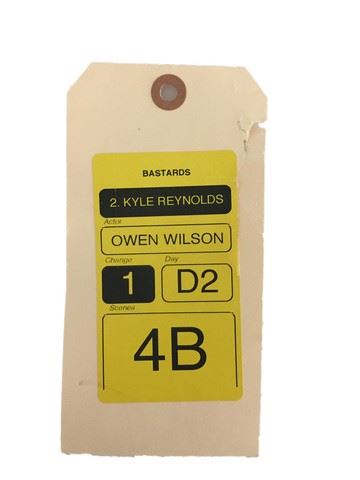 BASTARDS
2. KYLE REYNOLDS
Actor
OWEN WILSON
Change Day
1 D2
Scenes
4B